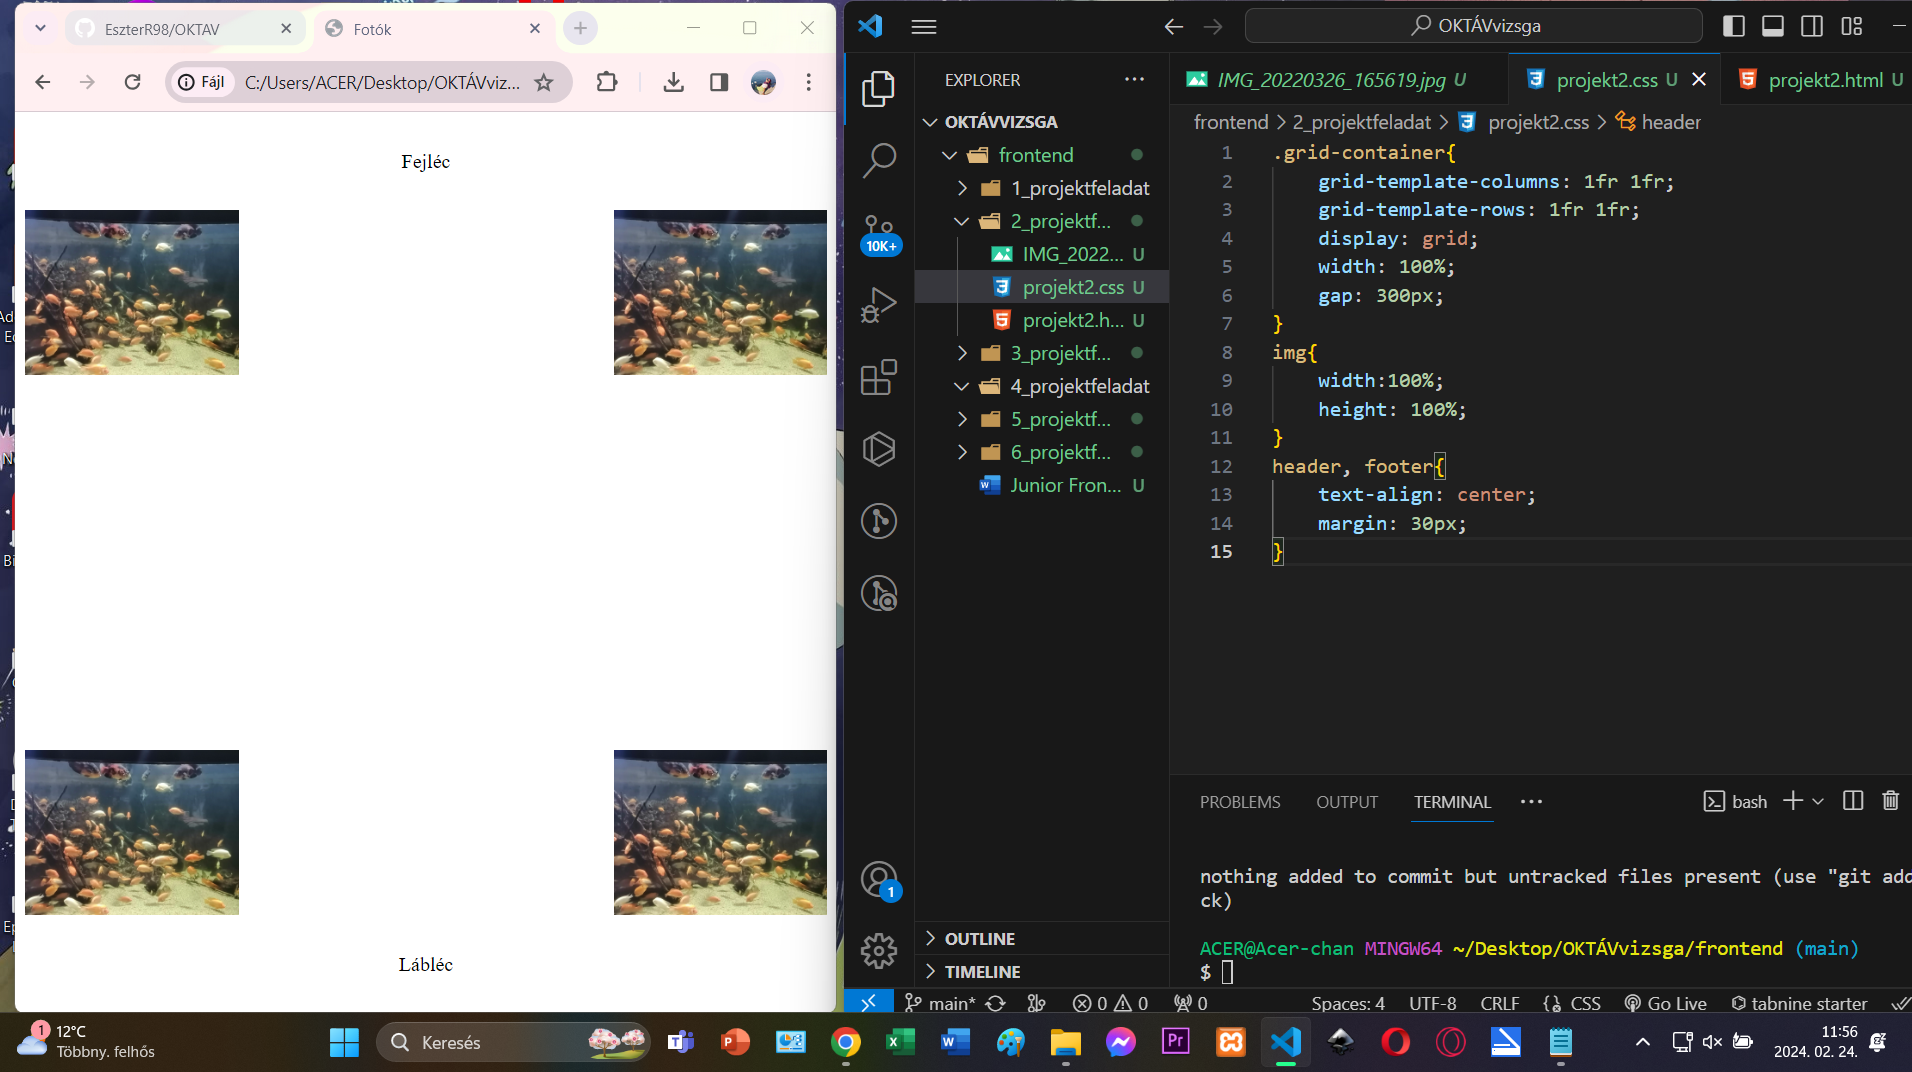 EszterR98/OKTAV
Fotók
Fájl
C:/Users/ACER/Desktop/OKTÁVviz...
Fejléc
Lábléc
OKTÁVvizsga
EXPLORER
OKTÁVVIZSGA
frontend
1_projektfeladat
2_projektf...
IMG_2022... U
projekt2.css U
projekt2.h... U
3_projektf...
4_projektfeladat
5_projektf...
6_projektf...
Junior Fron... U
OUTLINE
TIMELINE
10K+
1
IMG_20220326_165619.jpg U
projekt2.css U
projekt2.html U
frontend > 2_projektfeladat > projekt2.css > header
1 .grid-container{
2 grid-template-columns: 1fr 1fr;
3 grid-template-rows: 1fr 1fr;
4 display: grid;
5 width: 100%;
6 gap: 300px;
7 }
8 img{
9 width:100%;
10 height: 100%;
11 }
12 header, footer{
13 text-align: center;
14 margin: 30px;
15 }
PROBLEMS OUTPUT TERMINAL
bash
nothing added to commit but untracked files present (use "git add
ck)
ACER@Acer-chan MINGW64 ~/Desktop/OKTÁVvizsga/frontend (main)
$
main* 0 0 0 Spaces: 4 UTF-8 CRLF CSS Go Live tabnine starter
1
12°C
Többny. felhős
Keresés
11:56
2024. 02. 24.